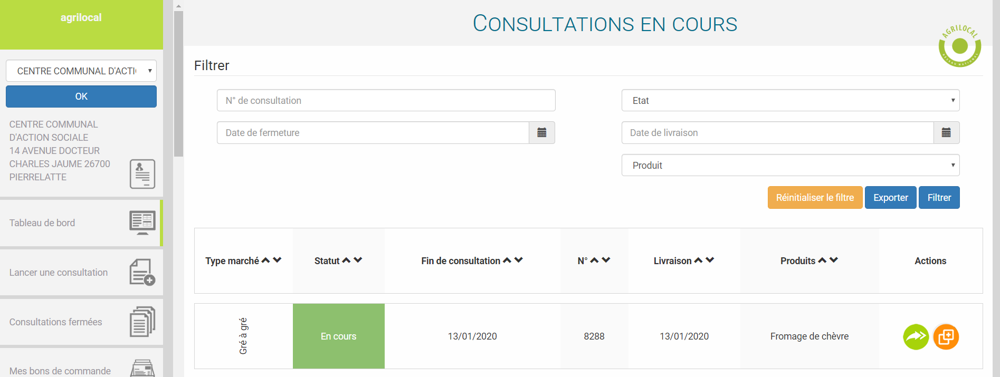 agrilocal
CENTRE COMMUNAL D'ACTI
OK
CENTRE COMMUNAL
D'ACTION SOCIALE
14 AVENUE DOCTEUR
CHARLES JAUME 26700
PIERRELATTE
Tableau de bord
Lancer une consultation
Consultations fermées
Mes bons de commande
CONSULTATIONS EN COURS
AGRILOCAL
RÉSEAU NATIONAL
Filtrer
N° de consultation
Etat
Date de fermeture
Date de livraison
Produit
Réinitialiser le filtre
Exporter
Filtrer
Type marché
Statut
Fin de consultation
N°
Livraison
Produits
Actions
Gré à gré
En cours
13/01/2020
8288
13/01/2020
Fromage de chèvre